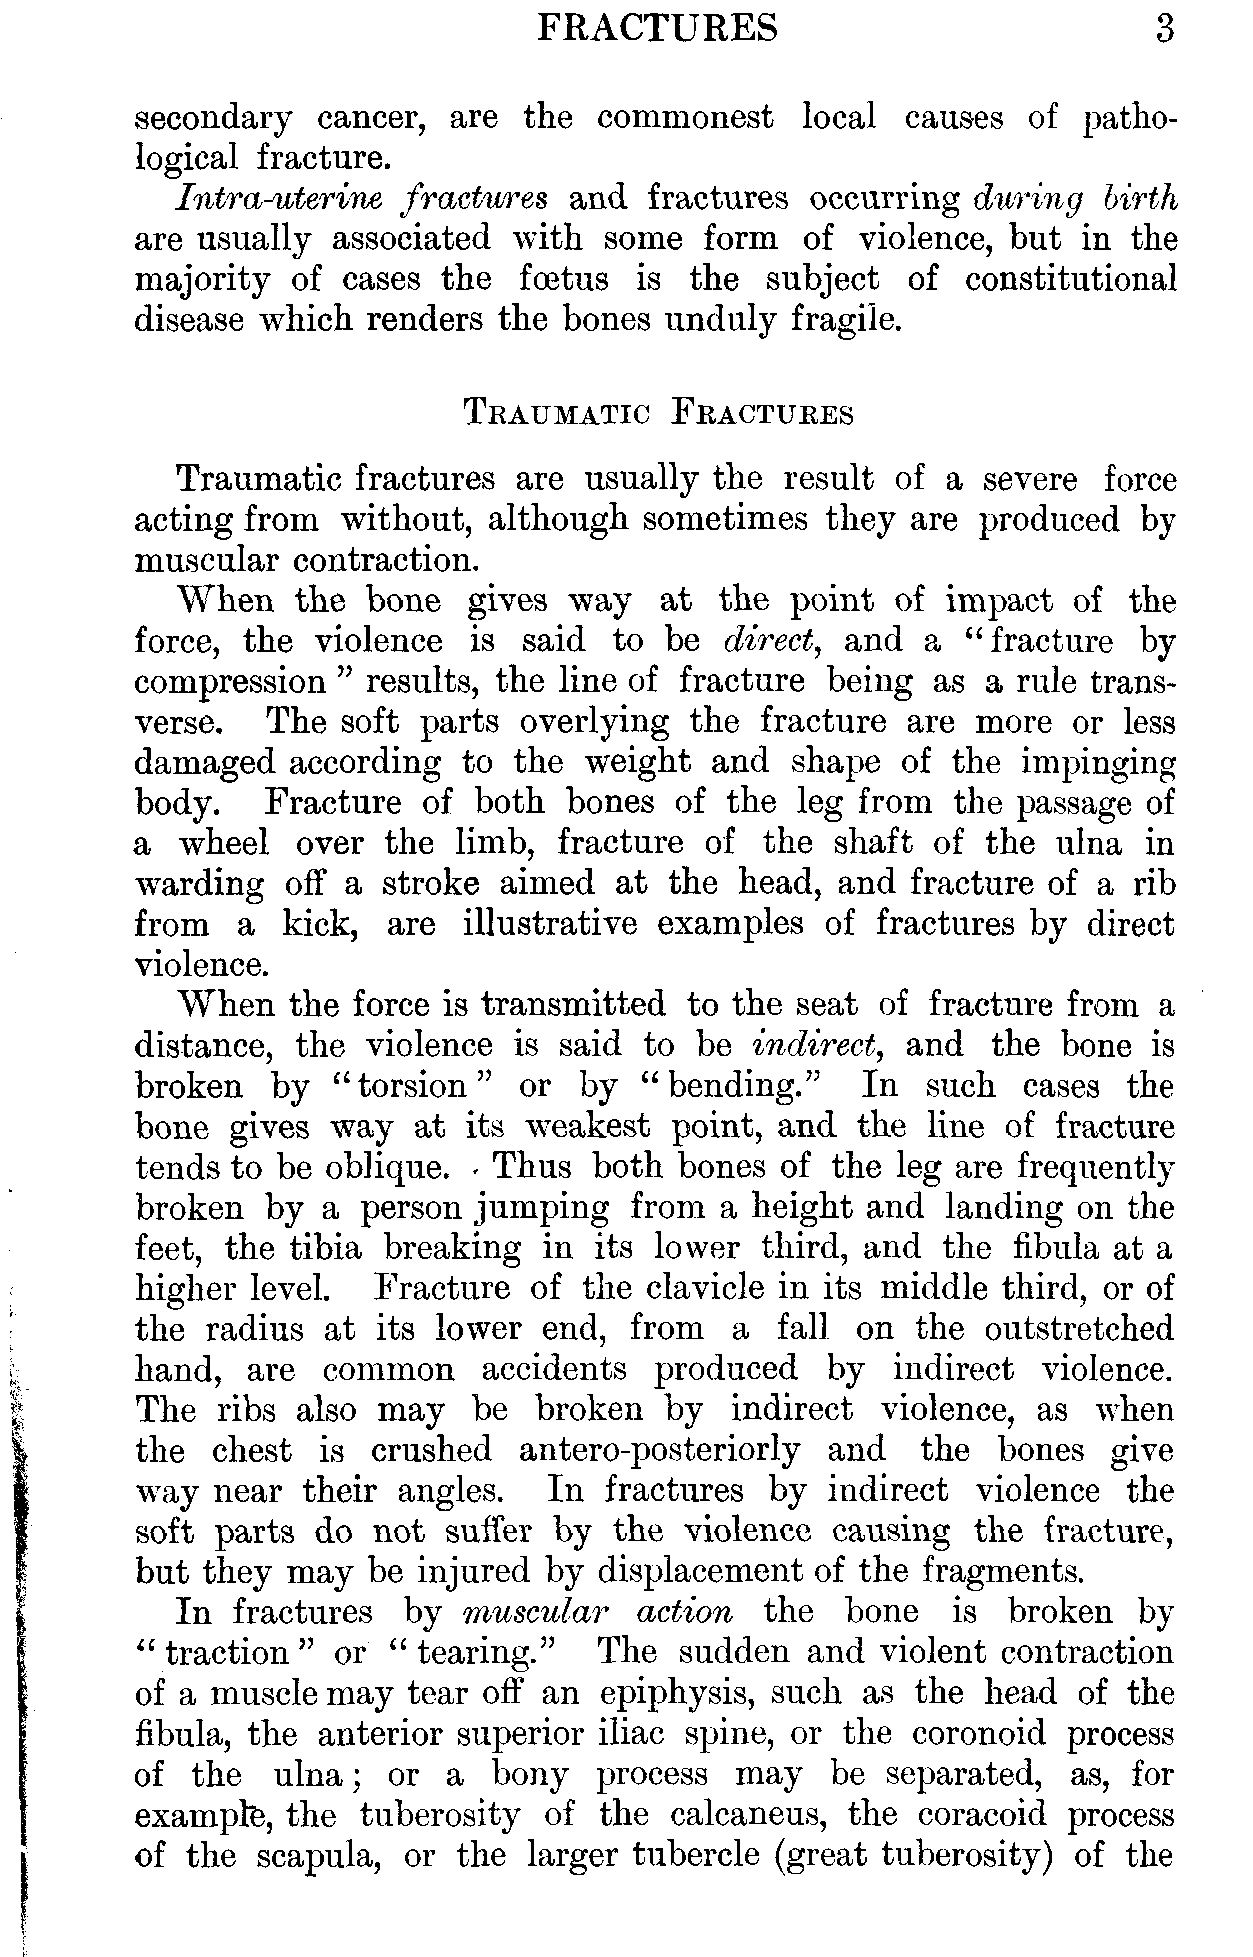 FRACTURES 3
secondary cancer, are the commonest local causes of patho-
logical fracture.
Intra-uterine fractures and fractures occurring during birth
are usually associated with some form of violence, but in the
majority of cases the fœtus is the subject of constitutional
disease which renders the bones unduly fragile.
TRAUMATIC FRACTURES
Traumatic fractures are usually the result of a severe force
acting from without, although sometimes they are produced by
muscular contraction.
When the bone gives way at the point of impact of the
force, the violence is said to be direct, and a “fracture by
compression” results, the line of fracture being as a rule trans-
verse. The soft parts overlying the fracture are more or less
damaged according to the weight and shape of the impinging
body. Fracture of both bones of the leg from the passage of
a wheel over the limb, fracture of the shaft of the ulna in
warding off a stroke aimed at the head, and fracture of a rib
from a kick, are illustrative examples of fractures by direct
violence.
When the force is transmitted to the seat of fracture from a
distance, the violence is said to be indirect, and the bone is
broken by “torsion” or by “bending.” In such cases the
bone gives way at its weakest point, and the line of fracture
tends to be oblique. Thus both bones of the leg are frequently
broken by a person jumping from a height and landing on the
feet, the tibia breaking in its lower third, and the fibula at a
higher level. Fracture of the clavicle in its middle third, or of
the radius at its lower end, from a fall on the outstretched
hand, are common accidents produced by indirect violence.
The ribs also may be broken by indirect violence, as when
the chest is crushed antero-posteriorly and the bones give
way near their angles. In fractures by indirect violence the
soft parts do not suffer by the violence causing the fracture,
but they may be injured by displacement of the fragments.
In fractures by muscular action the bone is broken by
“traction” or “tearing.” The sudden and violent contraction
of a muscle may tear off an epiphysis, such as the head of the
fibula, the anterior superior iliac spine, or the coronoid process
of the ulna; or a bony process may be separated, as, for
example, the tuberosity of the calcaneus, the coracoid process
of the scapula, or the larger tubercle (great tuberosity) of the